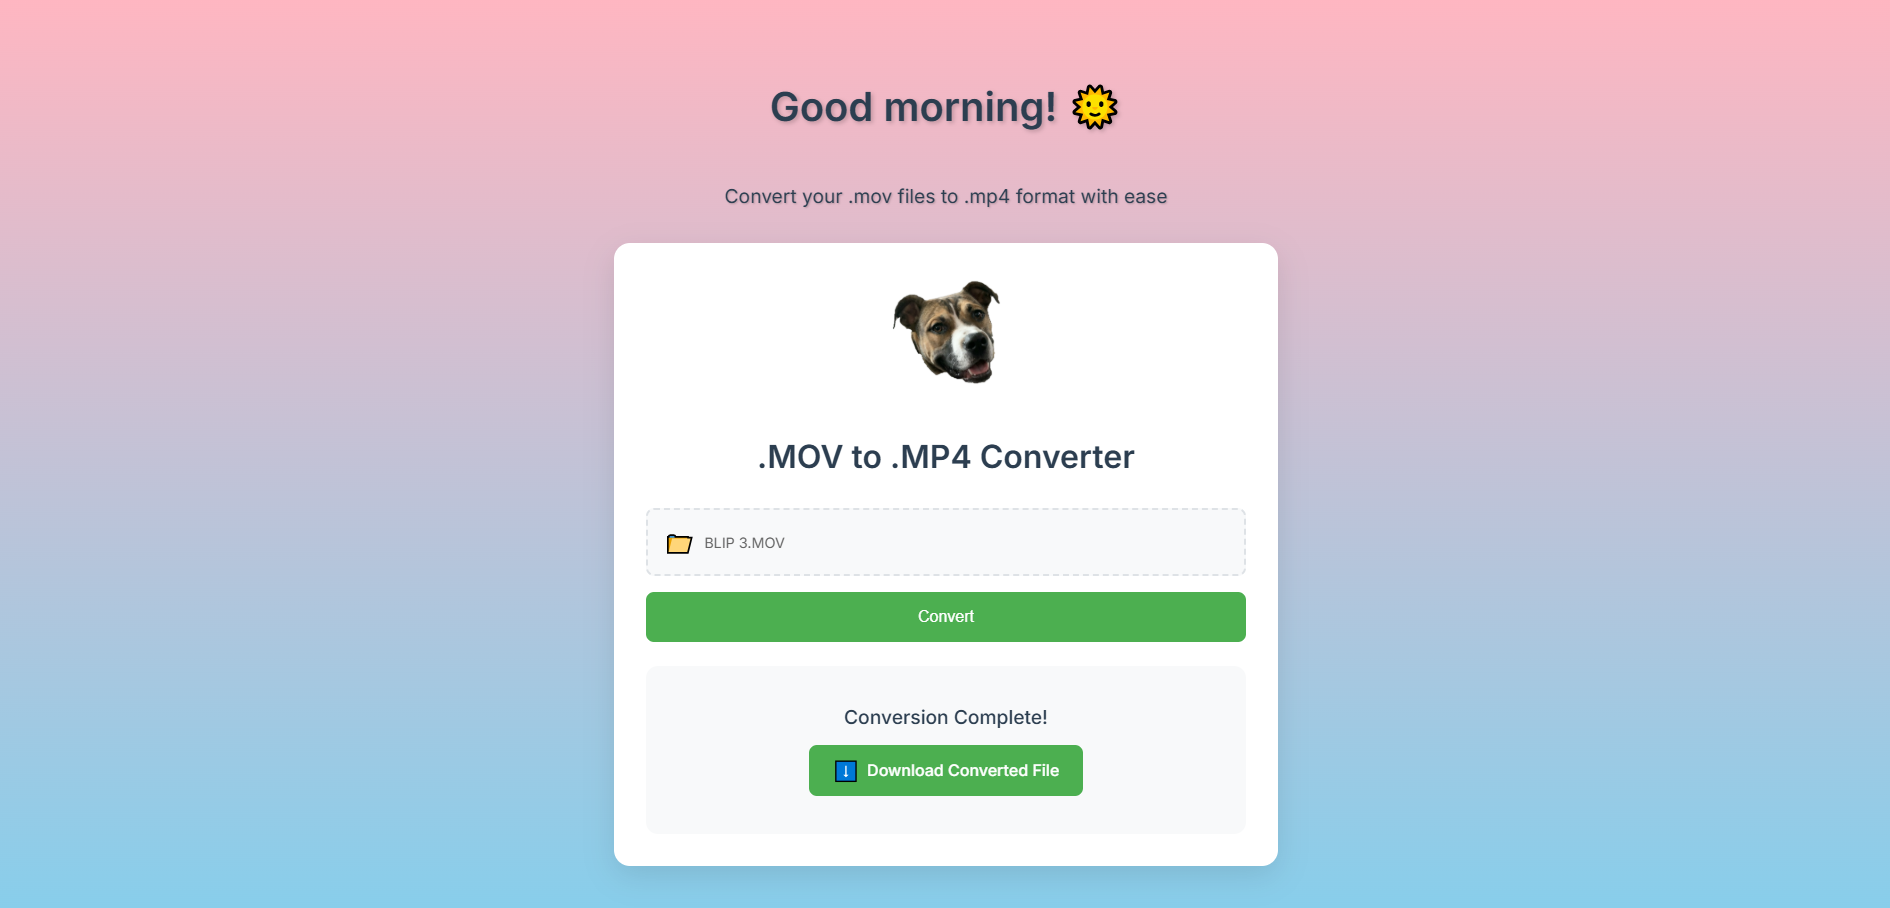 Good morning! 🌞
Convert your .mov files to .mp4 format with ease
.MOV to .MP4 Converter
BLIP 3.MOV
Convert
Conversion Complete!
Download Converted File